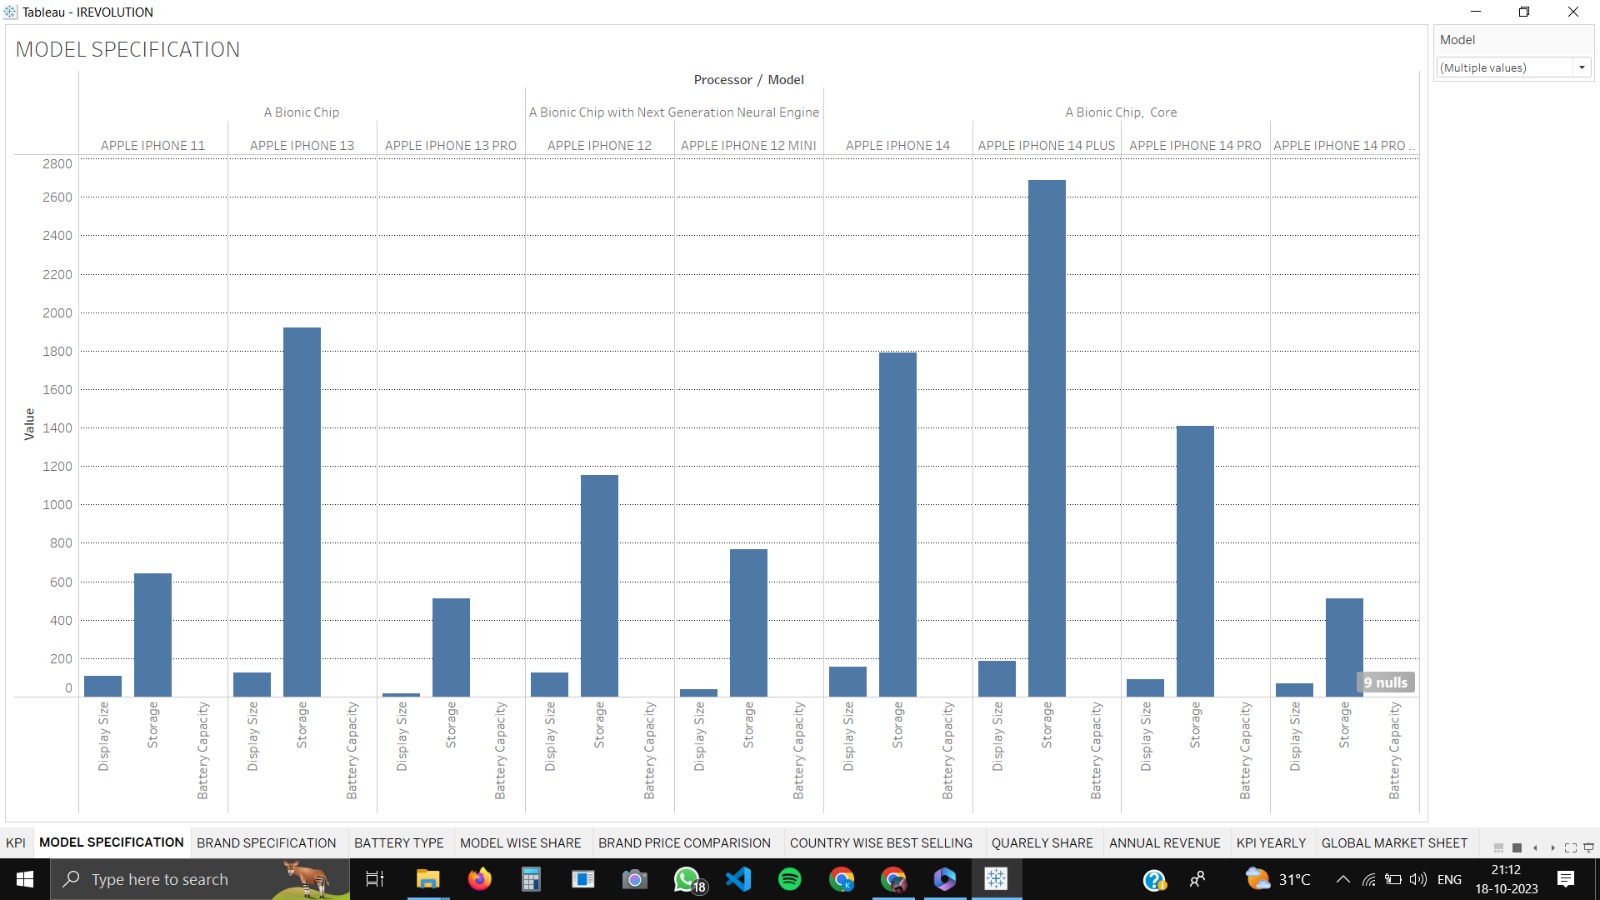 Tableau - IREVOLUTION
MODEL SPECIFICATION
Model
(Multiple values)
Processor / Model
A Bionic Chip
A Bionic Chip with Next Generation Neural Engine
A Bionic Chip, Core
APPLE IPHONE 11
APPLE IPHONE 13
APPLE IPHONE 13 PRO
APPLE IPHONE 12
APPLE IPHONE 12 MINI
APPLE IPHONE 14
APPLE IPHONE 14 PLUS
APPLE IPHONE 14 PRO
APPLE IPHONE 14 PRO ..
2800
2600
2400
2200
2000
1800
1600
1400
1200
1000
800
600
400
200
0
Value
9 nulls
Display Size
Storage
Battery Capacity
Display Size
Storage
Battery Capacity
Display Size
Storage
Battery Capacity
Display Size
Storage
Battery Capacity
Display Size
Storage
Battery Capacity
Display Size
Storage
Battery Capacity
Display Size
Storage
Battery Capacity
Display Size
Storage
Battery Capacity
Display Size
Storage
Battery Capacity
KPI
MODEL SPECIFICATION
BRAND SPECIFICATION
BATTERY TYPE
MODEL WISE SHARE
BRAND PRICE COMPARISION
COUNTRY WISE BEST SELLING
QUARELY SHARE
ANNUAL REVENUE
KPI YEARLY
GLOBAL MARKET SHEET
Type here to search
18
K
31°C
ENG
21:12
18-10-2023